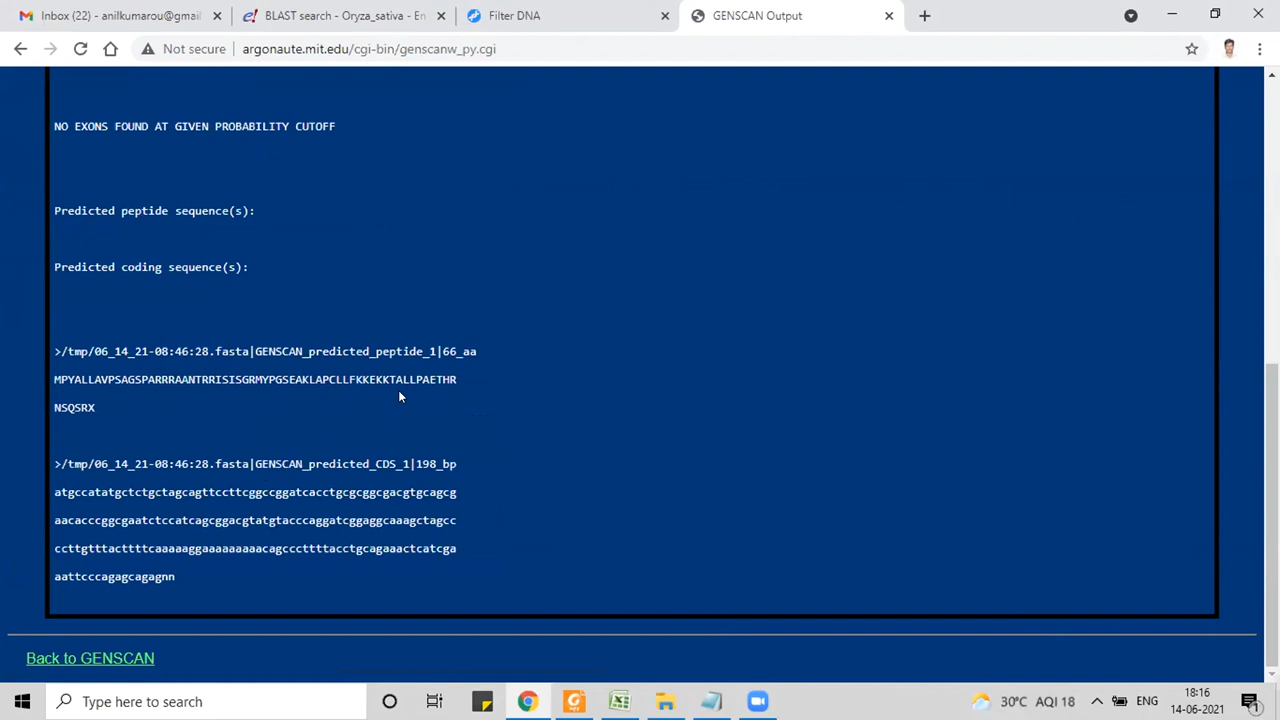 Inbox (22) - anilkumarou@gmail
BLAST search - Oryza_sativa - En
Filter DNA
GENSCAN Output
Not secure
argonaute.mit.edu/cgi-bin/genscanw_py.cgi
NO EXONS FOUND AT GIVEN PROBABILITY CUTOFF
Predicted peptide sequence(s):
Predicted coding sequence(s):
>/tmp/06_14_21-08:46:28.fasta|GENSCAN_predicted_peptide_1|66_aa
MPYALLAVPSAGSPARRRAANTRRISISGRMYPGSEAKLAPCLLFKKEKKTALLPAETHR
NSQSRX
>/tmp/06_14_21-08:46:28.fasta|GENSCAN_predicted_CDS_1|198_bp
atgccatatgctctgctagcagttccttcggccggatcacctgcgcggcgacgtgcagcg
aacacccggcgaatctccatcagcggacgtatgtacccaggatcggaggcaaagctagcc
ccttgtttacttttcaaaaaggaaaaaaaaacagcccttttacctgcagaaactcatcga
aattcccagagcagagnn
Back to GENSCAN
Type here to search
30°C AQI 18
ENG
18:16
14-06-2021
1